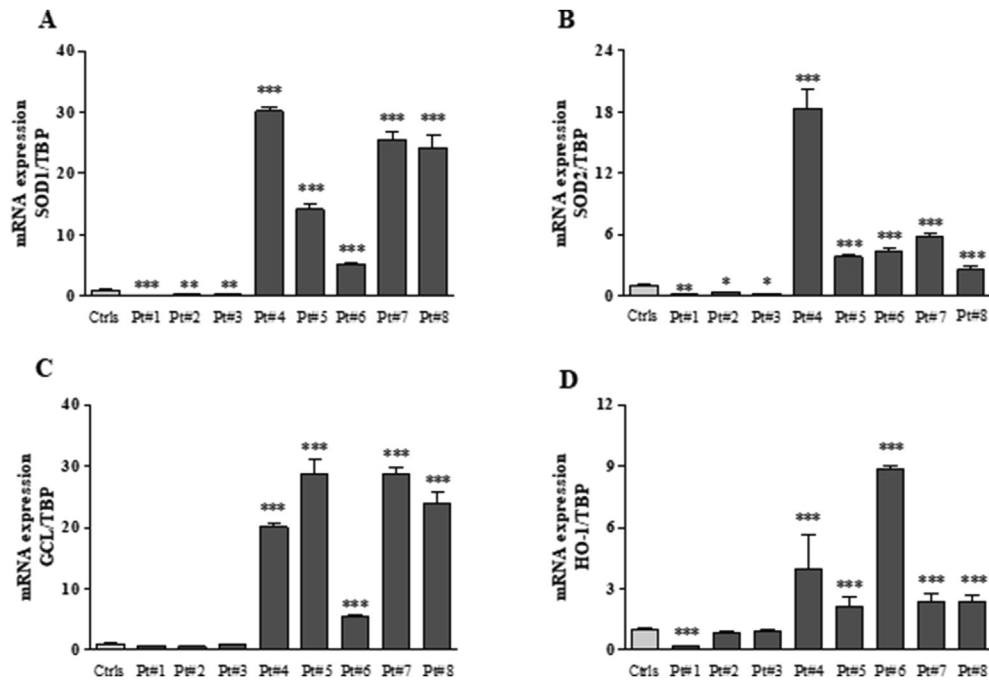 A
mRNA expression
SOD1/TBP
40
30
20
10
0
***
**
**
***
***
***
***
***
Ctrls Pt#1 Pt#2 Pt#3 Pt#4 Pt#5 Pt#6 Pt#7 Pt#8
B
mRNA expression
SOD2/TBP
24
18
12
6
0
**
*
*
***
***
***
***
***
Ctrls Pt#1 Pt#2 Pt#3 Pt#4 Pt#5 Pt#6 Pt#7 Pt#8
C
mRNA expression
GCL/TBP
40
30
20
10
0
***
***
***
***
***
Ctrls Pt#1 Pt#2 Pt#3 Pt#4 Pt#5 Pt#6 Pt#7 Pt#8
D
mRNA expression
HO-1/TBP
12
9
6
3
0
***
***
***
***
***
***
Ctrls Pt#1 Pt#2 Pt#3 Pt#4 Pt#5 Pt#6 Pt#7 Pt#8